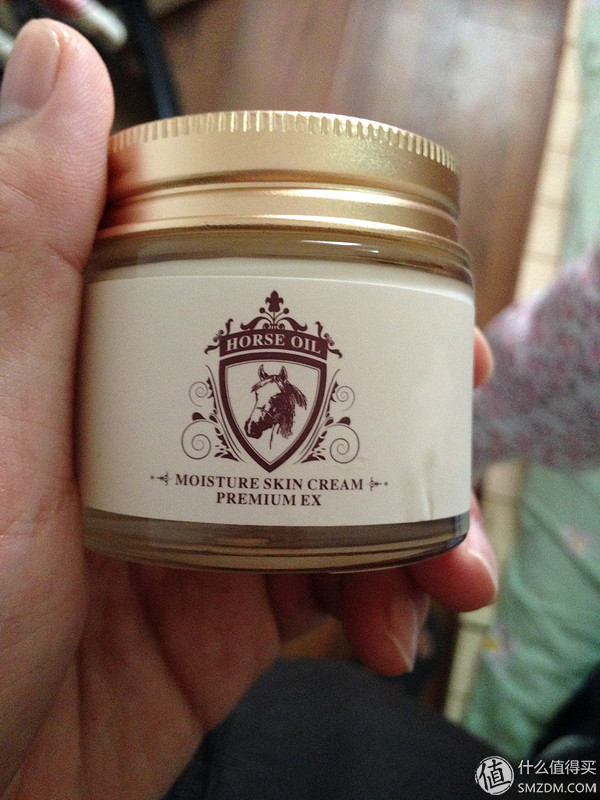 HORSE OIL
MOISTURE SKIN CREAM
PREMIUM EX
值 什么值得买
SMZDM.COM